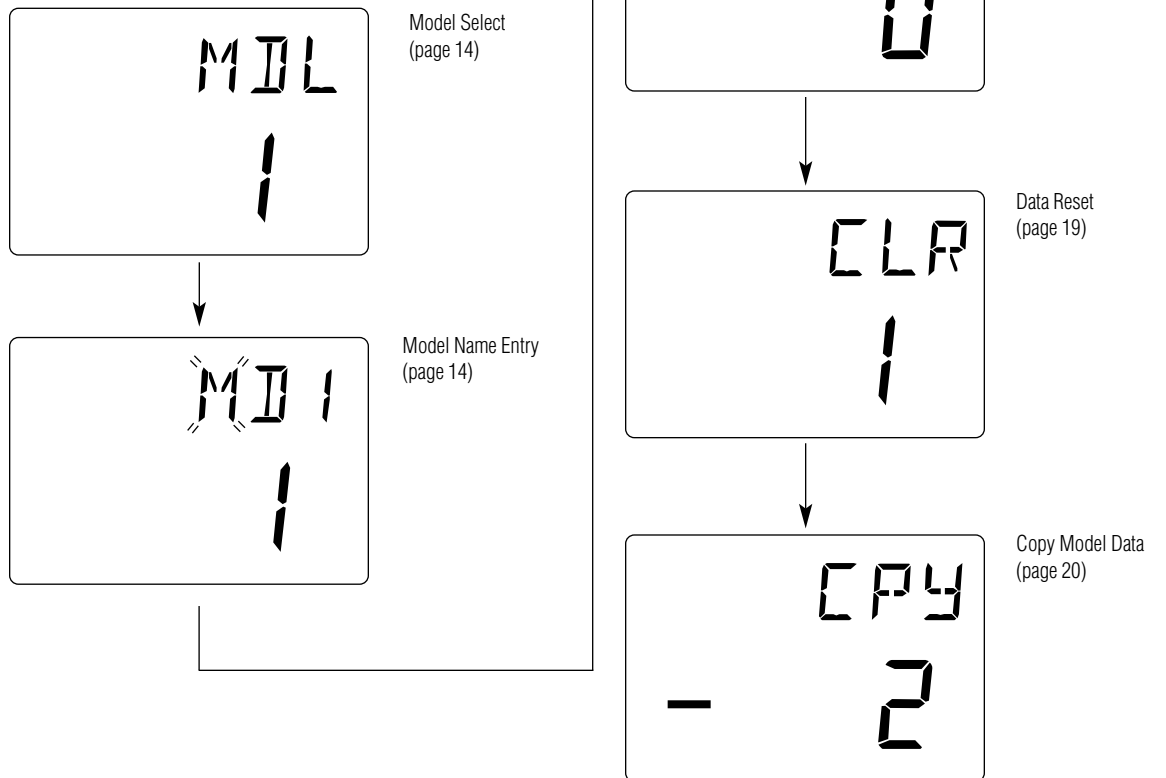 MDL
1
Model Select
(page 14)
MD1
1
Model Name Entry
(page 14)
0
CLR
1
Data Reset
(page 19)
CPY
- 2
Copy Model Data
(page 20)